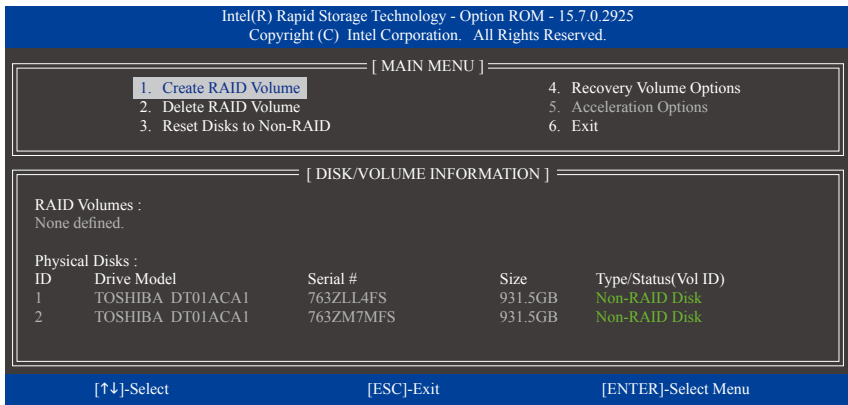 Intel(R) Rapid Storage Technology - Option ROM - 15.7.0.2925
Copyright (C) Intel Corporation. All Rights Reserved.
[ MAIN MENU ]
1. Create RAID Volume
2. Delete RAID Volume
3. Reset Disks to Non-RAID
4. Recovery Volume Options
5. Acceleration Options
6. Exit
[ DISK/VOLUME INFORMATION ]
RAID Volumes :
None defined.
Physical Disks :
ID Drive Model Serial # Size Type/Status(Vol ID)
1 TOSHIBA DT01ACA1 763ZLL4FS 931.5GB Non-RAID Disk
2 TOSHIBA DT01ACA1 763ZM7MFS 931.5GB Non-RAID Disk
[↑↓]-Select [ESC]-Exit [ENTER]-Select Menu